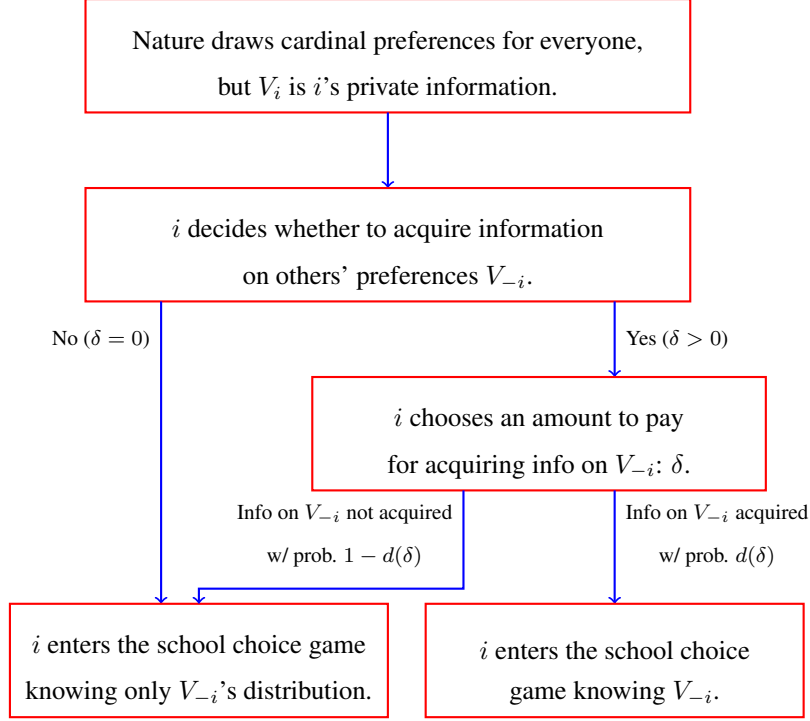 Nature draws cardinal preferences for everyone,
but V_i is i’s private information.
i decides whether to acquire information
on others’ preferences V_{−i}.
No (δ = 0)
Yes (δ > 0)
i chooses an amount to pay
for acquiring info on V_{−i}: δ.
Info on V_{−i} not acquired
w/ prob. 1 − d(δ)
Info on V_{−i} acquired
w/ prob. d(δ)
i enters the school choice game
knowing only V_{−i}’s distribution.
i enters the school choice
game knowing V_{−i}.